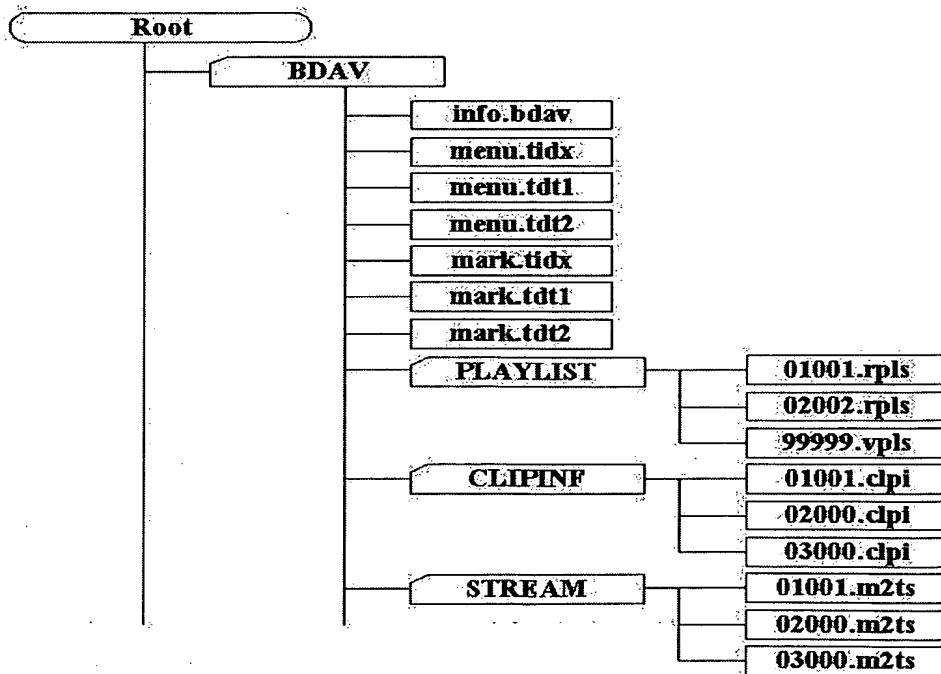 Root
BDAV
info.bdav
menu.tidx
menu.tdt1
menu.tdt2
mark.tidx
mark.tdt1
mark.tdt2
PLAYLIST
01001.rpls
02002.rpls
99999.vpls
CLIPINF
01001.clpi
02000.clpi
03000.clpi
STREAM
01001.m2ts
02000.m2ts
03000.m2ts